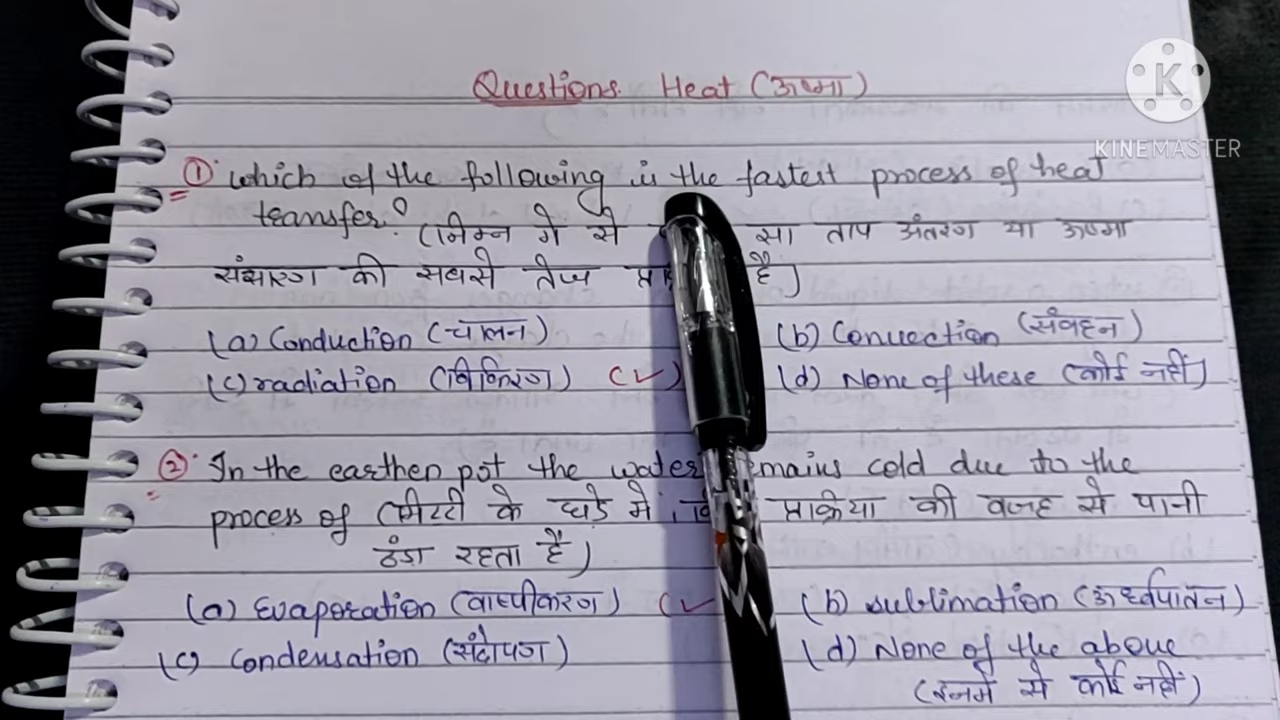 Questions Heat (ऊष्मा)
K
KINEMASTER
① which of the following is the fastest process of heat
transfer? (निम्न मे से सा ताप अंतरण या ऊष्मा
संचारण की सबसे तेज है)
(a) Conduction (चालन) (b) Convection (संवहन)
(c) radiation (विकिरण) (✓) (d) None of these (कोई नहीं)
② In the earthen pot the water remains cold due to the
process of (मिट्टी के घड़े मे प्रक्रिया की वजह से पानी
ठंडा रहता है)
(a) Evaporation (वाष्पीकरण) (✓ (b) sublimation (ऊर्ध्वपातन)
(c) Condensation (संघनन) (d) None of the above
(इनमे से कोई नहीं)